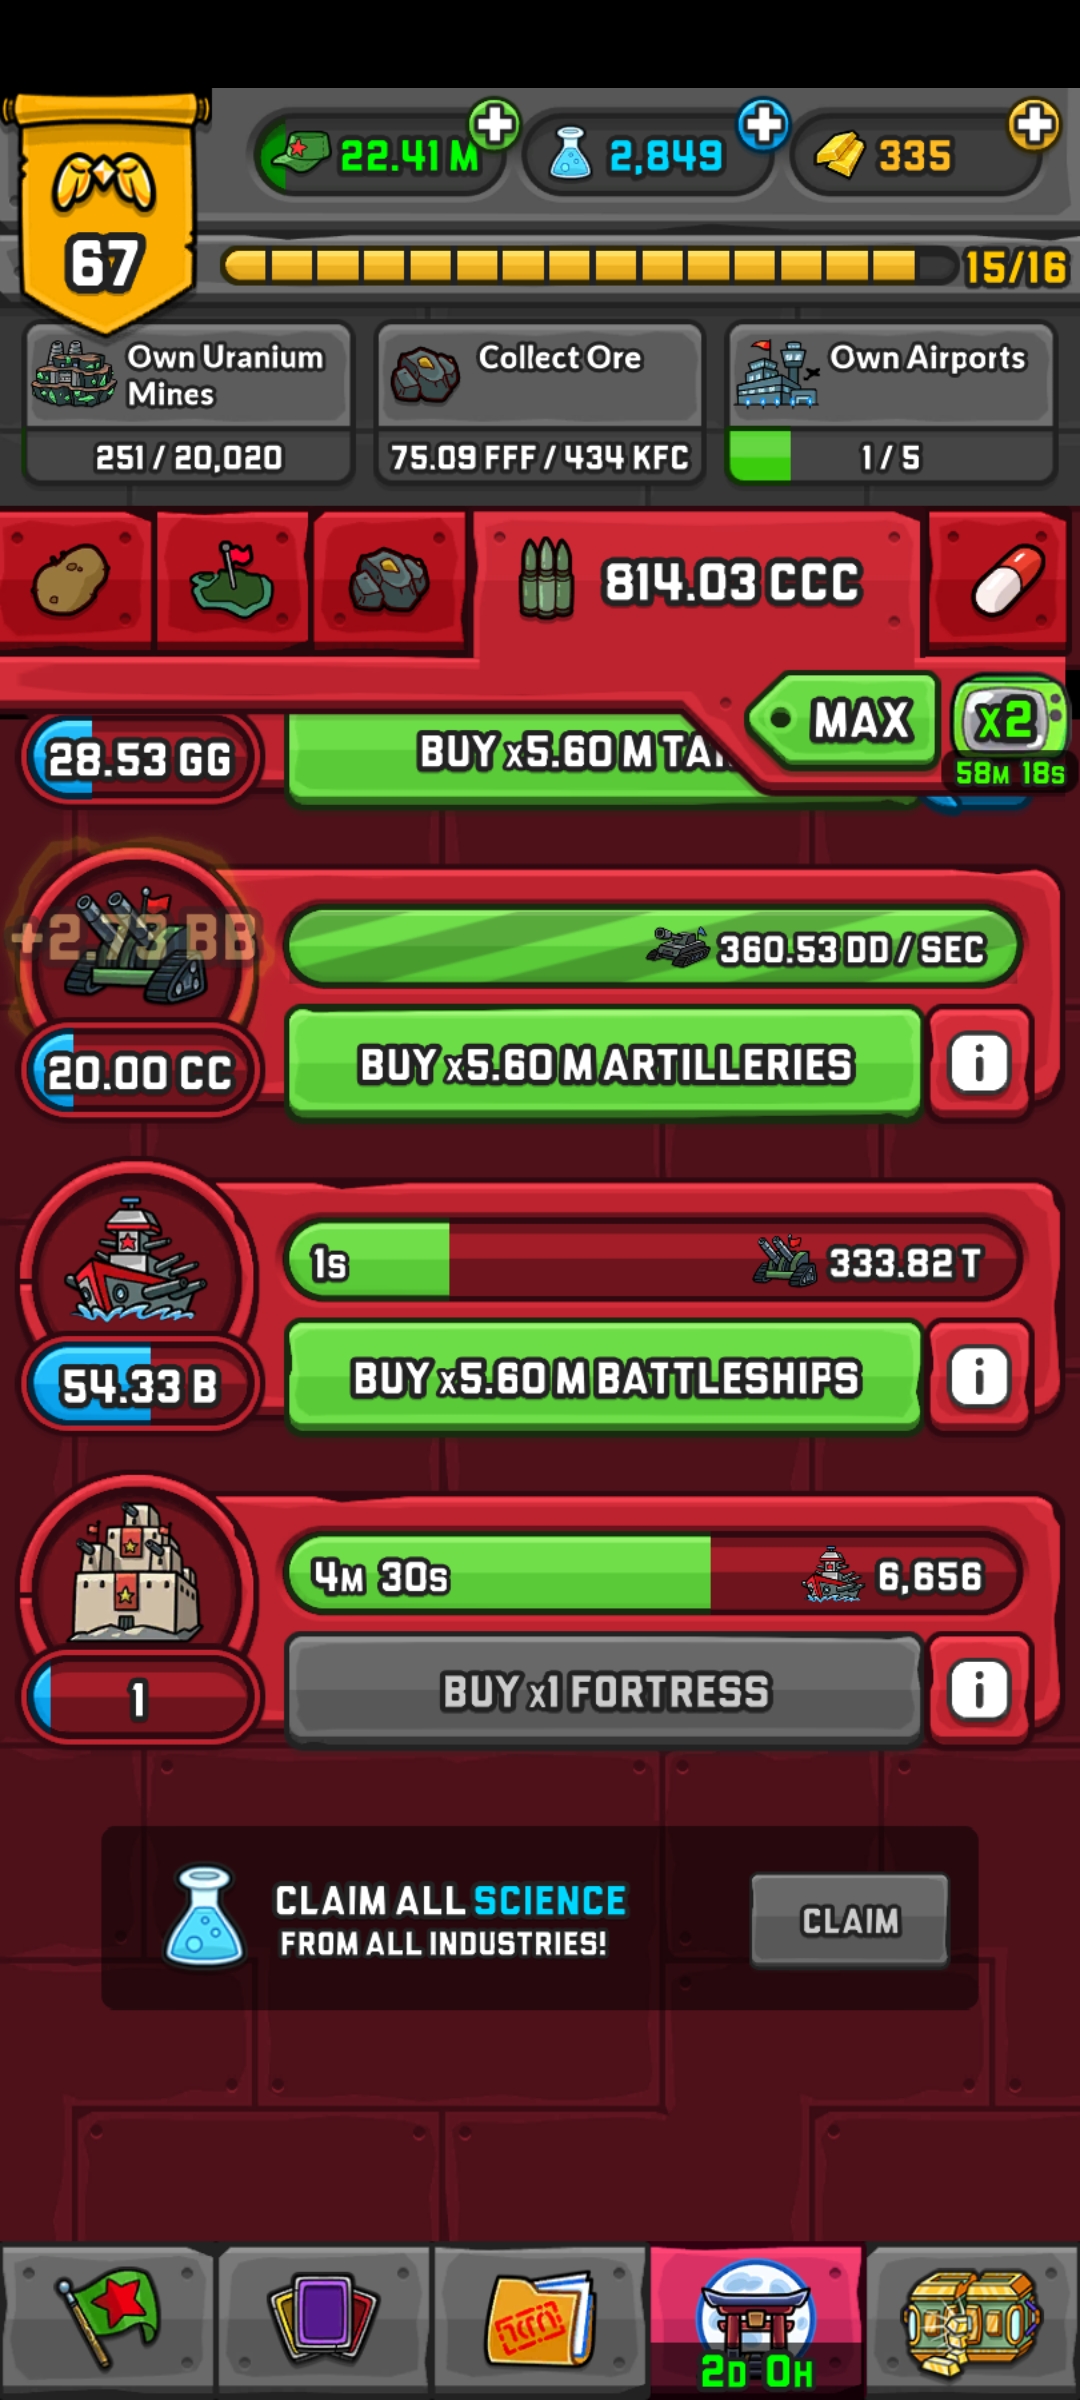 22.41 M
2,849
335
67
15/16
Own Uranium
Mines
251 / 20,020
Collect Ore
75.09 FFF / 434 KFC
Own Airports
1 / 5
814.03 CCC
MAX
x2
58M 18S
28.53 GG
BUY x5.60 M
+2.73 BB
360.53 DD / SEC
20.00 CC
BUY x5.60 M ARTILLERIES
i
1S
333.82 T
54.33 B
BUY x5.60 M BATTLESHIPS
i
4M 30S
6,656
1
BUY x1 FORTRESS
i
CLAIM ALL SCIENCE
FROM ALL INDUSTRIES!
CLAIM
2D 0H